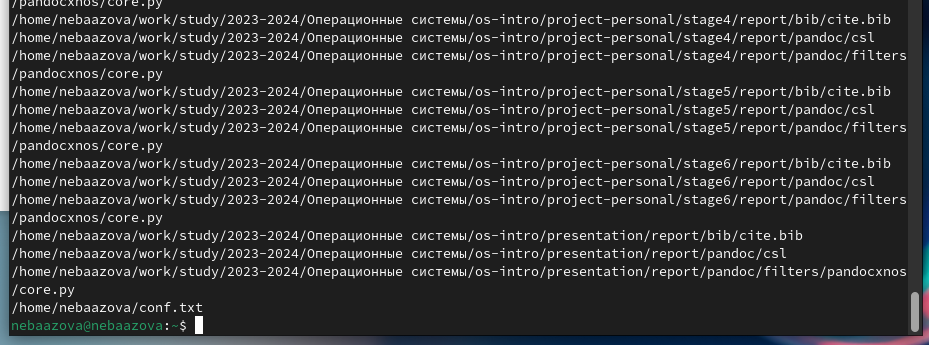 /pandocxnos/core.py
/home/nebaazova/work/study/2023-2024/Операционные системы/os-intro/project-personal/stage4/report/bib/cite.bib
/home/nebaazova/work/study/2023-2024/Операционные системы/os-intro/project-personal/stage4/report/pandoc/csl
/home/nebaazova/work/study/2023-2024/Операционные системы/os-intro/project-personal/stage4/report/pandoc/filters
/pandocxnos/core.py
/home/nebaazova/work/study/2023-2024/Операционные системы/os-intro/project-personal/stage5/report/bib/cite.bib
/home/nebaazova/work/study/2023-2024/Операционные системы/os-intro/project-personal/stage5/report/pandoc/csl
/home/nebaazova/work/study/2023-2024/Операционные системы/os-intro/project-personal/stage5/report/pandoc/filters
/pandocxnos/core.py
/home/nebaazova/work/study/2023-2024/Операционные системы/os-intro/project-personal/stage6/report/bib/cite.bib
/home/nebaazova/work/study/2023-2024/Операционные системы/os-intro/project-personal/stage6/report/pandoc/csl
/home/nebaazova/work/study/2023-2024/Операционные системы/os-intro/project-personal/stage6/report/pandoc/filters
/pandocxnos/core.py
/home/nebaazova/work/study/2023-2024/Операционные системы/os-intro/presentation/report/bib/cite.bib
/home/nebaazova/work/study/2023-2024/Операционные системы/os-intro/presentation/report/pandoc/csl
/home/nebaazova/work/study/2023-2024/Операционные системы/os-intro/presentation/report/pandoc/filters/pandocxnos
/core.py
/home/nebaazova/conf.txt
nebaazova@nebaazova:~$